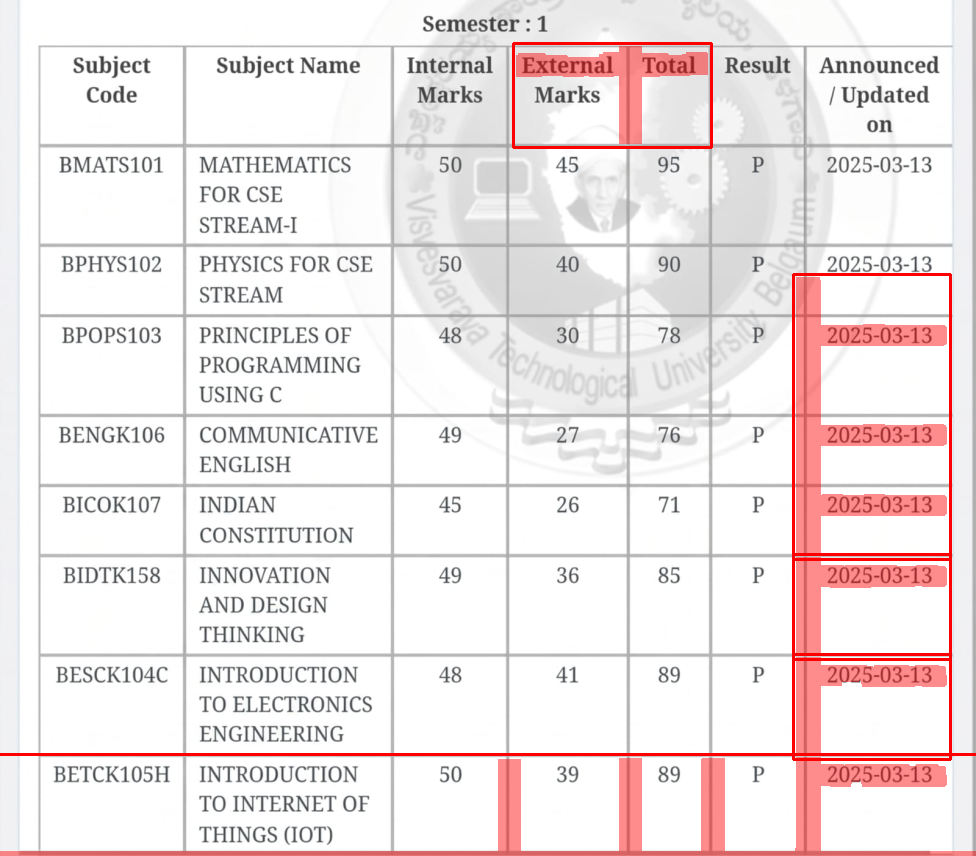 Semester : 1
Subject Code | Subject Name | Internal Marks | External Marks | Total | Result | Announced / Updated on
BMATS101 | MATHEMATICS FOR CSE STREAM-I | 50 | 45 | 95 | P | 2025-03-13
BPHYS102 | PHYSICS FOR CSE STREAM | 50 | 40 | 90 | P | 2025-03-13
BPOPS103 | PRINCIPLES OF PROGRAMMING USING C | 48 | 30 | 78 | P | 2025-03-13
BENGK106 | COMMUNICATIVE ENGLISH | 49 | 27 | 76 | P | 2025-03-13
BICOK107 | INDIAN CONSTITUTION | 45 | 26 | 71 | P | 2025-03-13
BIDTK158 | INNOVATION AND DESIGN THINKING | 49 | 36 | 85 | P | 2025-03-13
BESCK104C | INTRODUCTION TO ELECTRONICS ENGINEERING | 48 | 41 | 89 | P | 2025-03-13
BETCK105H | INTRODUCTION TO INTERNET OF THINGS (IOT) | 50 | 39 | 89 | P | 2025-03-13
Visvesvaraya Technological University, Belgaum